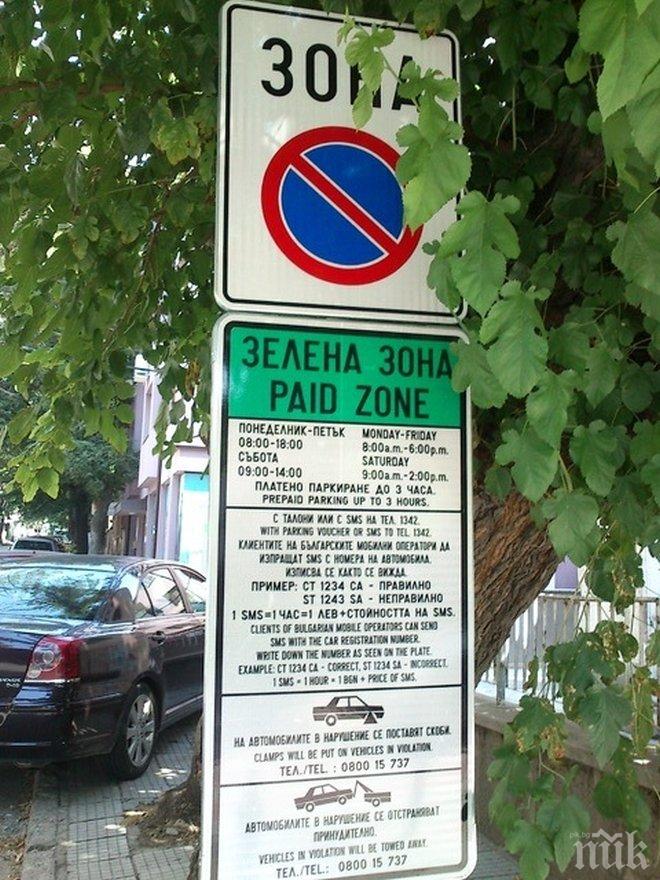 ЗОНА
ЗЕЛЕНА ЗОНА
PAID ZONE
ПОНЕДЕЛНИК-ПЕТЪК MONDAY-FRIDAY
08:00-18:00 8:00a.m.-6:00p.m.
СЪБОТА SATURDAY
09:00-14:00 9:00a.m.-2:00p.m.
ПЛАТЕНО ПАРКИРАНЕ ДО 3 ЧАСА.
PREPAID PARKING UP TO 3 HOURS.
С ТАЛОНИ ИЛИ С SMS НА ТЕЛ. 1342.
WITH PARKING VOUCHER OR SMS TO TEL. 1342.
КЛИЕНТИТЕ НА БЪЛГАРСКИТЕ МОБИЛНИ ОПЕРАТОРИ ДА
ИЗПРАЩАТ SMS С НОМЕРА НА АВТОМОБИЛА.
ИЗПИСВА СЕ КАКТО СЕ ВИЖДА.
ПРИМЕР: CT 1234 CA - ПРАВИЛНО
ST 1243 SA - НЕПРАВИЛНО
1 SMS=1 ЧАС=1 ЛЕВ+СТОЙНОСТТА НА SMS.
CLIENTS OF BULGARIAN MOBILE OPERATORS CAN SEND
SMS WITH THE CAR REGISTRATION NUMBER.
WRITE DOWN THE NUMBER AS SEEN ON THE PLATE.
EXAMPLE: CT 1234 CA - CORRECT, ST 1234 SA - INCORRECT.
1 SMS = 1 HOUR = 1 BGN + PRICE OF SMS.
НА АВТОМОБИЛИТЕ В НАРУШЕНИЕ СЕ ПОСТАВЯТ СКОБИ.
CLAMPS WILL BE PUT ON VEHICLES IN VIOLATION.
ТЕЛ./TEL. : 0800 15 737
АВТОМОБИЛИТЕ В НАРУШЕНИЕ СЕ ОТСТРАНЯВАТ
ПРИНУДИТЕЛНО.
VEHICLES IN VIOLATION WILL BE TOWED AWAY.
ТЕЛ./TEL.: 0800 15 737
pik.bg
пик